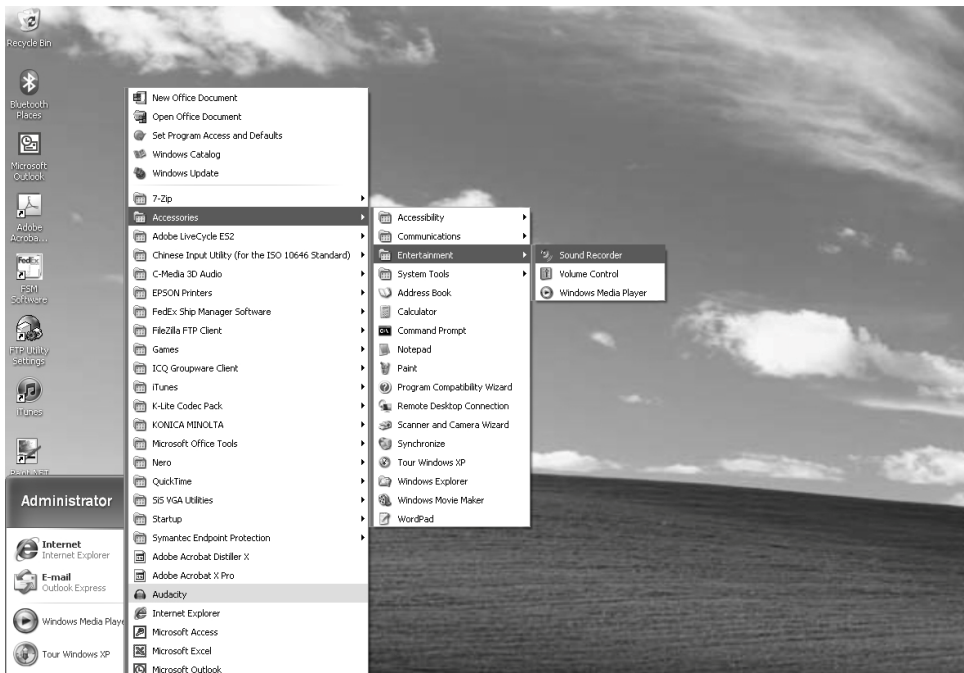 Recycle Bin
Bluetooth
Places
Microsoft
Outlook
Adobe
Acroba...
FedEx
FSM
Software
FTP Utility
Settings
iTunes
Administrator
Internet
Internet Explorer
E-mail
Outlook Express
Windows Media Playe
Tour Windows XP
New Office Document
Open Office Document
Set Program Access and Defaults
Windows Catalog
Windows Update
7-Zip
Accessories
Adobe LiveCycle ES2
Chinese Input Utility (for the ISO 10646 Standard)
C-Media 3D Audio
EPSON Printers
FedEx Ship Manager Software
FileZilla FTP Client
Games
ICQ Groupware Client
iTunes
K-Lite Codec Pack
KONICA MINOLTA
Microsoft Office Tools
Nero
QuickTime
SiS VGA Utilities
Startup
Symantec Endpoint Protection
Adobe Acrobat Distiller X
Adobe Acrobat X Pro
Audacity
Internet Explorer
Microsoft Access
Microsoft Excel
Microsoft Outlook
Accessibility
Communications
Entertainment
System Tools
Address Book
Calculator
Command Prompt
Notepad
Paint
Program Compatibility Wizard
Remote Desktop Connection
Scanner and Camera Wizard
Synchronize
Tour Windows XP
Windows Explorer
Windows Movie Maker
WordPad
Sound Recorder
Volume Control
Windows Media Player